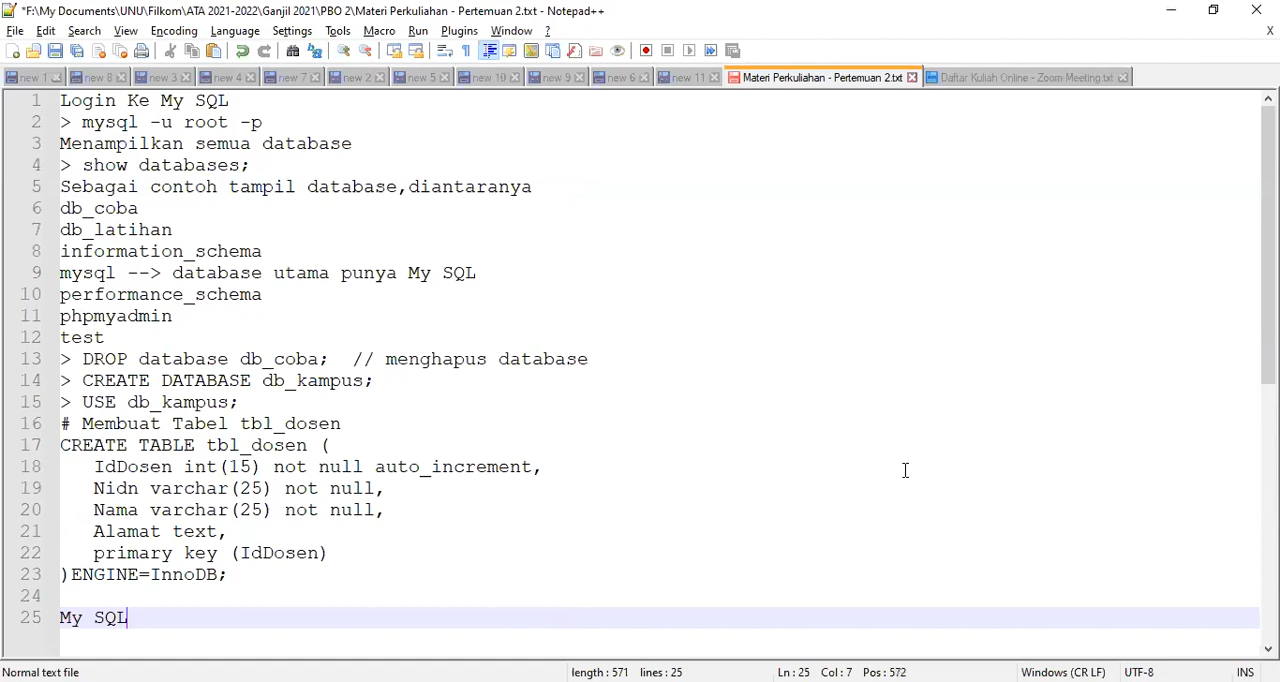 *F:\My Documents\UNU\Filkom\ATA 2021-2022\Ganjil 2021\PBO 2\Materi Perkuliahan - Pertemuan 2.txt - Notepad++
File Edit Search View Encoding Language Settings Tools Macro Run Plugins Window ? X
new 1 new 8 new 3 new 4 new 7 new 2 new 5 new 10 new 9 new 6 new 11 Materi Perkuliahan - Pertemuan 2.txt Daftar Kuliah Online - Zoom Meeting.txt
1 Login Ke My SQL
2 > mysql -u root -p
3 Menampilkan semua database
4 > show databases;
5 Sebagai contoh tampil database,diantaranya
6 db_coba
7 db_latihan
8 information_schema
9 mysql --> database utama punya My SQL
10 performance_schema
11 phpmyadmin
12 test
13 > DROP database db_coba;  // menghapus database
14 > CREATE DATABASE db_kampus;
15 > USE db_kampus;
16 # Membuat Tabel tbl_dosen
17 CREATE TABLE tbl_dosen (
18    IdDosen int(15) not null auto_increment,
19    Nidn varchar(25) not null,
20    Nama varchar(25) not null,
21    Alamat text,
22    primary key (IdDosen)
23 )ENGINE=InnoDB;
24
25 My SQL
Normal text file length : 571 lines : 25 Ln : 25 Col : 7 Pos : 572 Windows (CR LF) UTF-8 INS